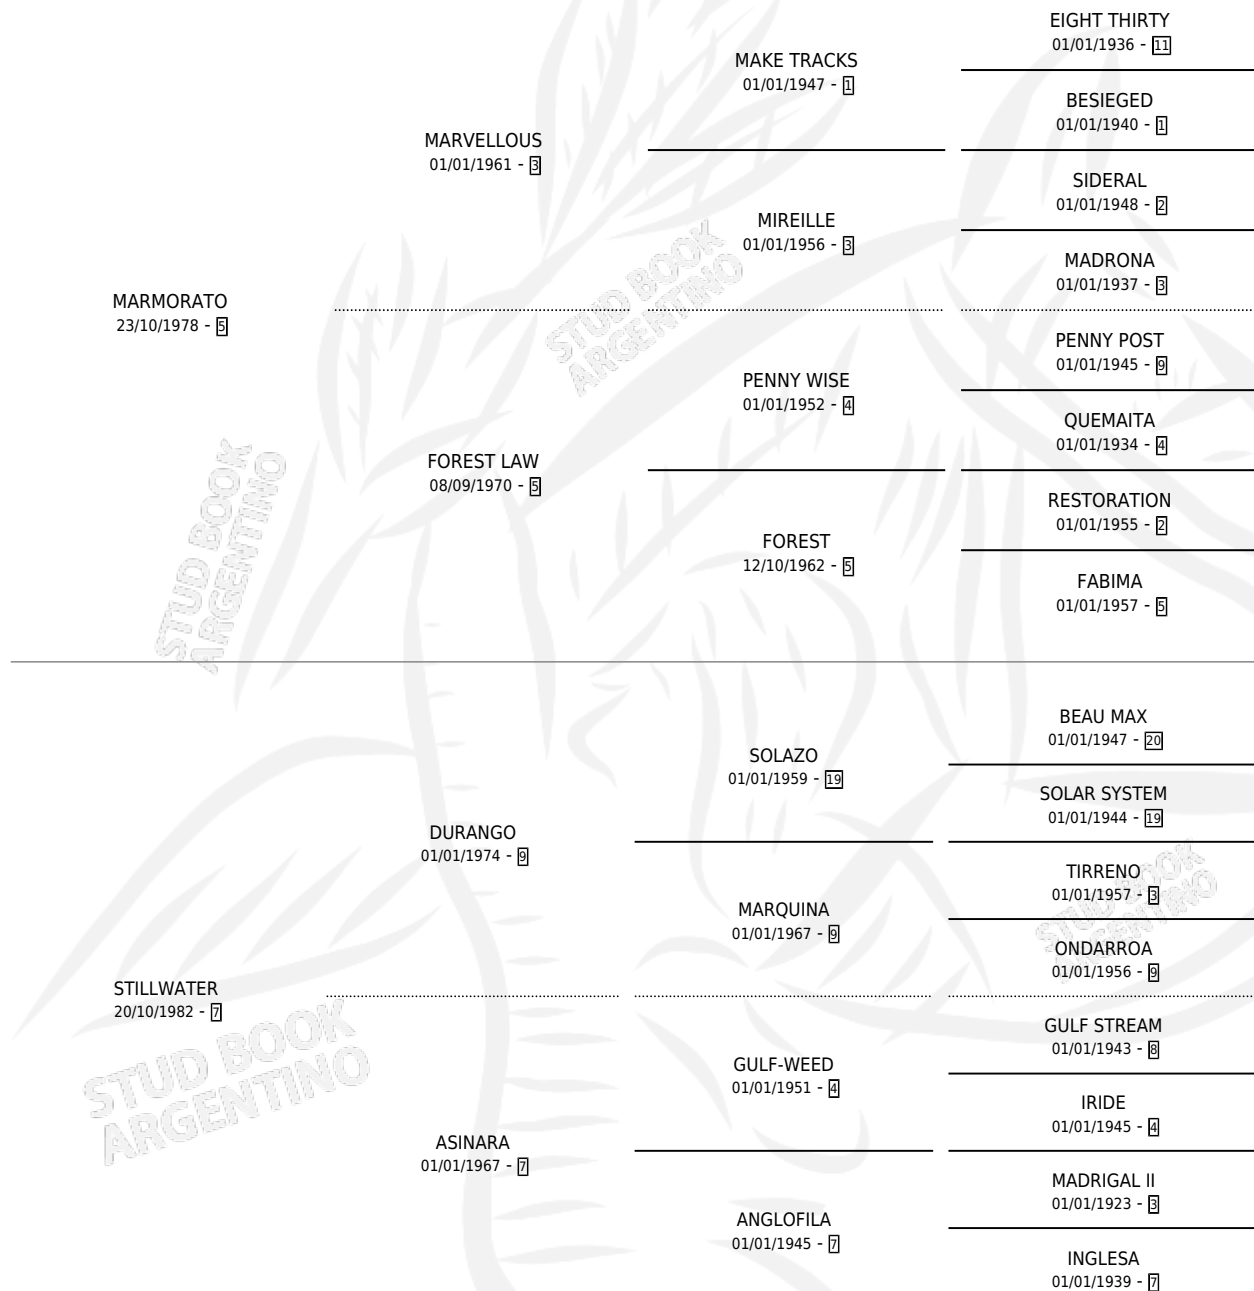 EIGHT THIRTY
01/01/1936 - 11
MAKE TRACKS
01/01/1947 - 1
BESIEGED
01/01/1940 - 1
MARVELLOUS
01/01/1961 - 3
SIDERAL
01/01/1948 - 2
MIREILLE
01/01/1956 - 3
MADRONA
01/01/1937 - 3
MARMORATO
23/10/1978 - 5
PENNY POST
01/01/1945 - 9
PENNY WISE
01/01/1952 - 4
QUEMAITA
01/01/1934 - 4
FOREST LAW
08/09/1970 - 5
RESTORATION
01/01/1955 - 2
FOREST
12/10/1962 - 5
FABIMA
01/01/1957 - 5
BEAU MAX
01/01/1947 - 20
SOLAZO
01/01/1959 - 19
SOLAR SYSTEM
01/01/1944 - 19
DURANGO
01/01/1974 - 9
TIRRENO
01/01/1957 - 3
MARQUINA
01/01/1967 - 9
ONDARROA
01/01/1956 - 9
STILLWATER
20/10/1982 - 7
GULF STREAM
01/01/1943 - 8
GULF-WEED
01/01/1951 - 4
IRIDE
01/01/1945 - 4
ASINARA
01/01/1967 - 7
MADRIGAL II
01/01/1923 - 3
ANGLOFILA
01/01/1945 - 7
INGLESA
01/01/1939 - 7
STUD BOOK
ARGENTINO
STUD BOOK
ARGENTINO
STUD BOOK
ARGENTINO
STUD BOOK
ARGENTINO